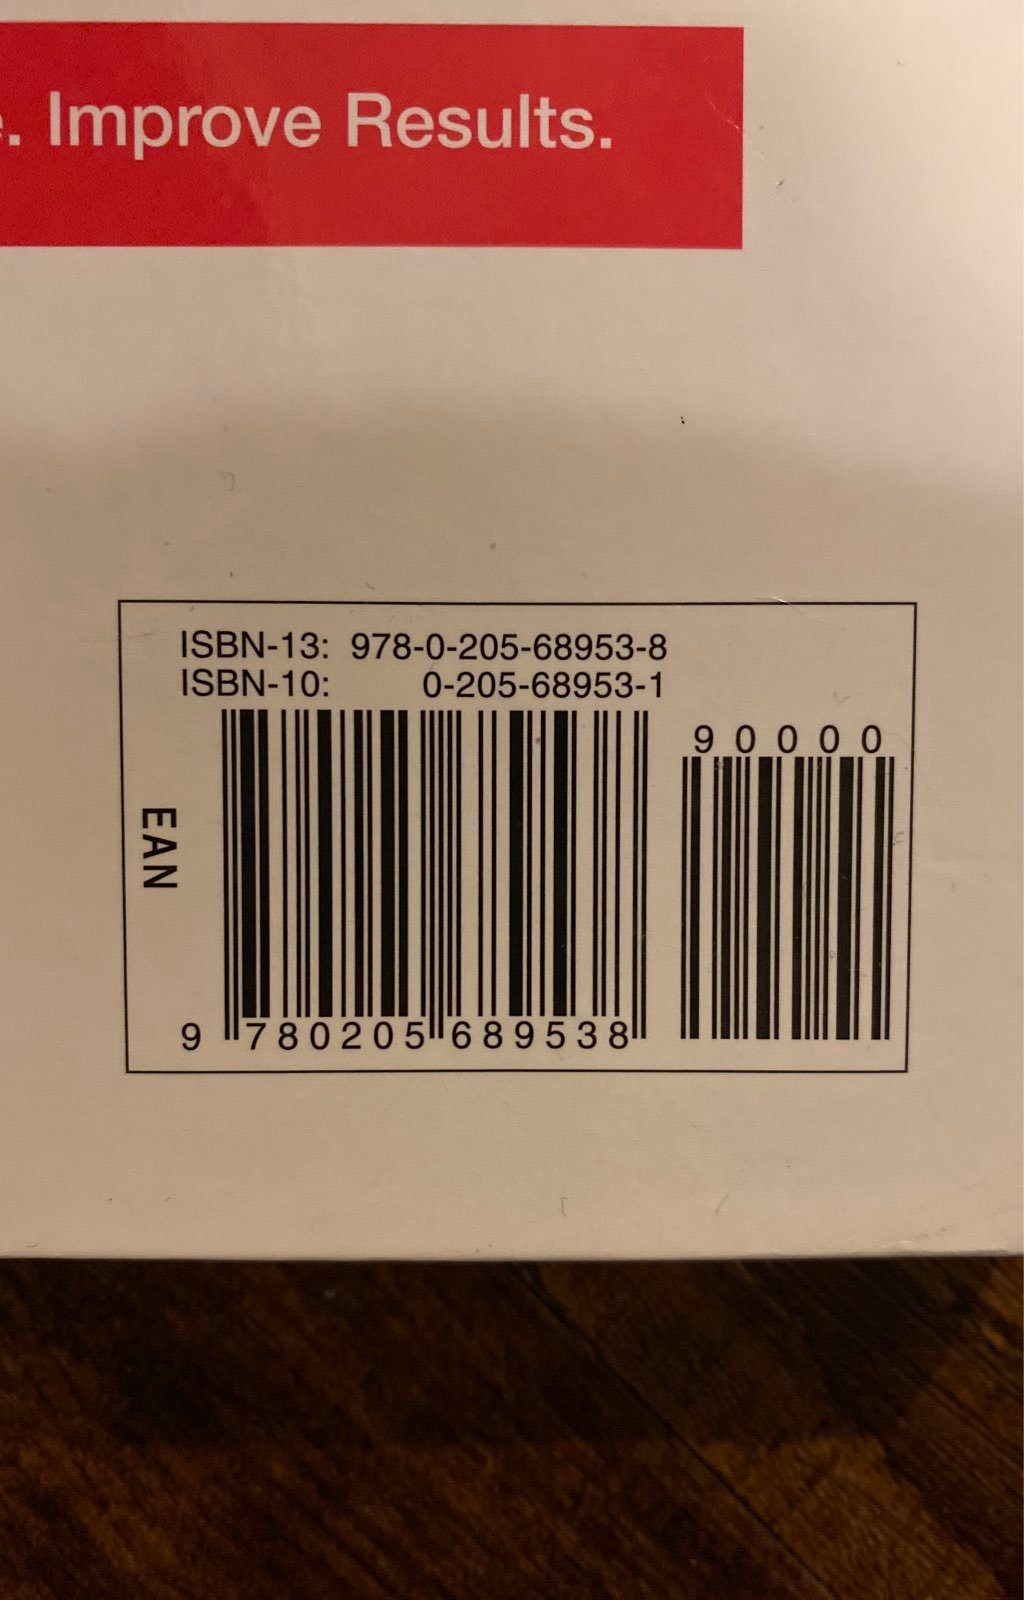 . Improve Results.
ISBN-13: 978-0-205-68953-8
ISBN-10: 0-205-68953-1
90000
EAN
9 780205 689538